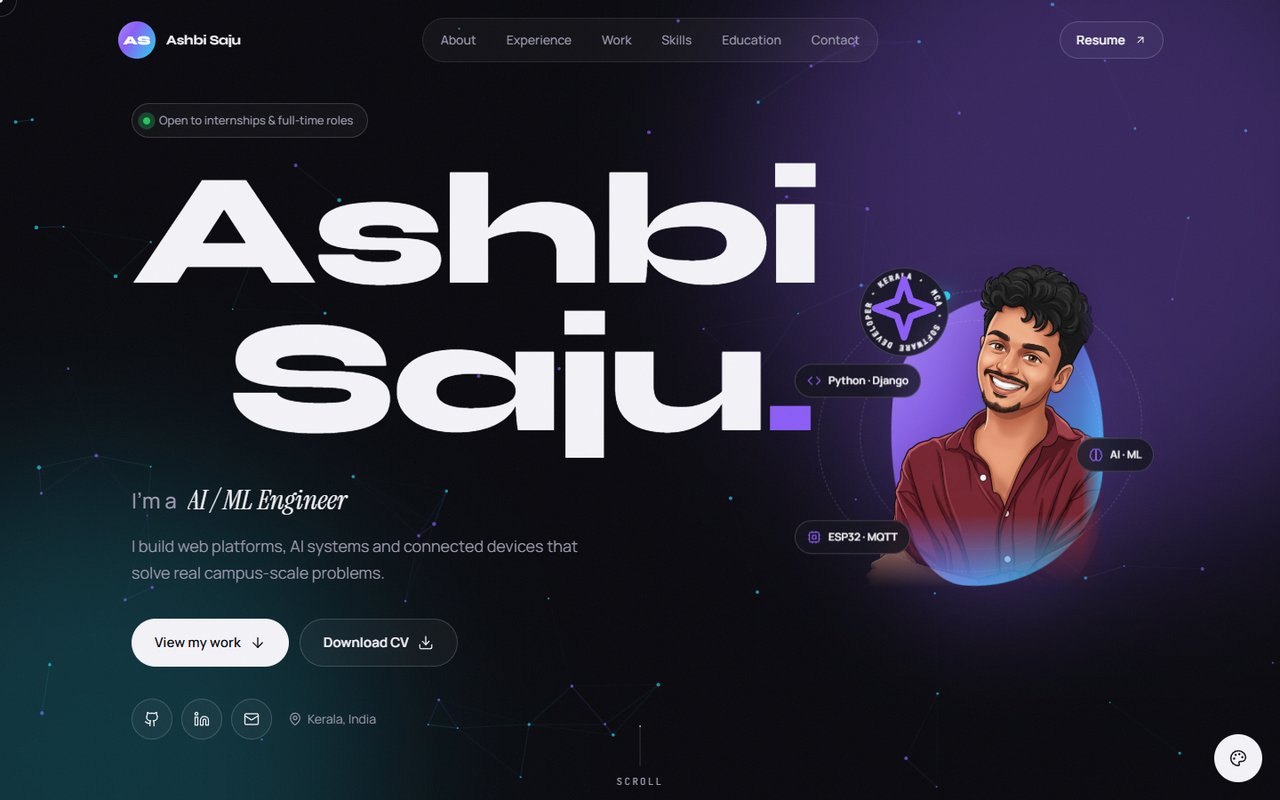 AS Ashbi Saju
About Experience Work Skills Education Contact
Resume
Open to internships & full-time roles
Ashbi
Saju.
KERALA · MCA · SOFTWARE DEVELOPER ·
Python · Django
AI · ML
ESP32 · MQTT
I'm a AI / ML Engineer
I build web platforms, AI systems and connected devices that
solve real campus-scale problems.
View my work
Download CV
in
Kerala, India
SCROLL